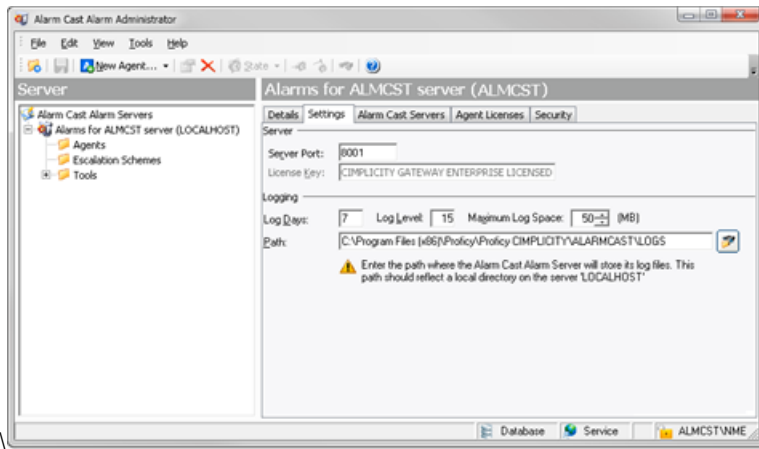 Alarm Cast Alarm Administrator
File Edit View Tools Help
New Agent... State
Server
Alarms for ALMCST server (ALMCST)
Alarm Cast Alarm Servers
Alarms for ALMCST server (LOCALHOST)
Agents
Escalation Schemes
Tools
Details Settings Alarm Cast Servers Agent Licenses Security
Server
Server Port: 8001
License Key: CIMPLICITY GATEWAY ENTERPRISE LICENSED
Logging
Log Days: 7 Log Level: 15 Maximum Log Space: 50 (MB)
Path: C:\Program Files (x86)\Proficy\Proficy CIMPLICITY\ALARMCAST\LOGS
Enter the path where the Alarm Cast Alarm Server will store its log files. This
path should reflect a local directory on the server 'LOCALHOST'
Database Service ALMCST\NME
\